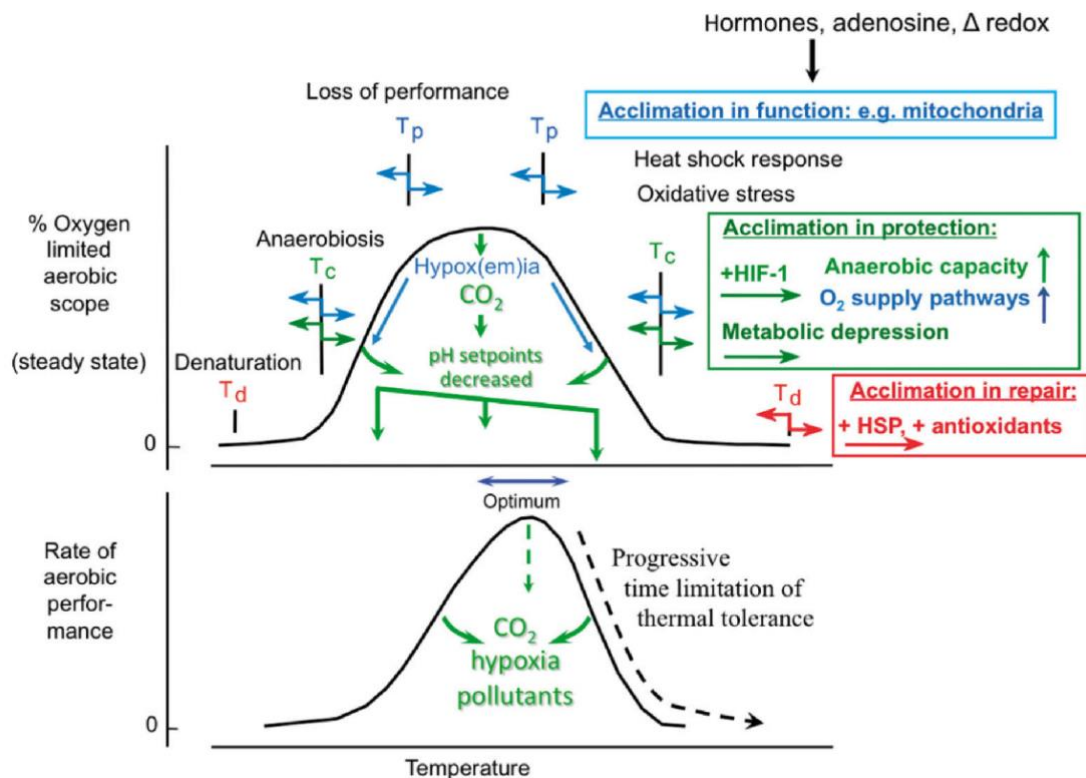 Hormones, adenosine, Δ redox
Loss of performance
Acclimation in function: e.g. mitochondria
Tp
Tp
Heat shock response
Oxidative stress
% Oxygen
limited
aerobic
scope
(steady state)
Anaerobiosis
Tc
Hypox(em)ia
CO2
pH setpoints
decreased
Tc
Acclimation in protection:
+HIF-1
Anaerobic capacity
O2 supply pathways
Metabolic depression
Denaturation
Td
Td
Acclimation in repair:
+ HSP, + antioxidants
0
Optimum
Rate of
aerobic
perfor-
mance
Progressive
time limitation of
thermal tolerance
CO2
hypoxia
pollutants
0
Temperature